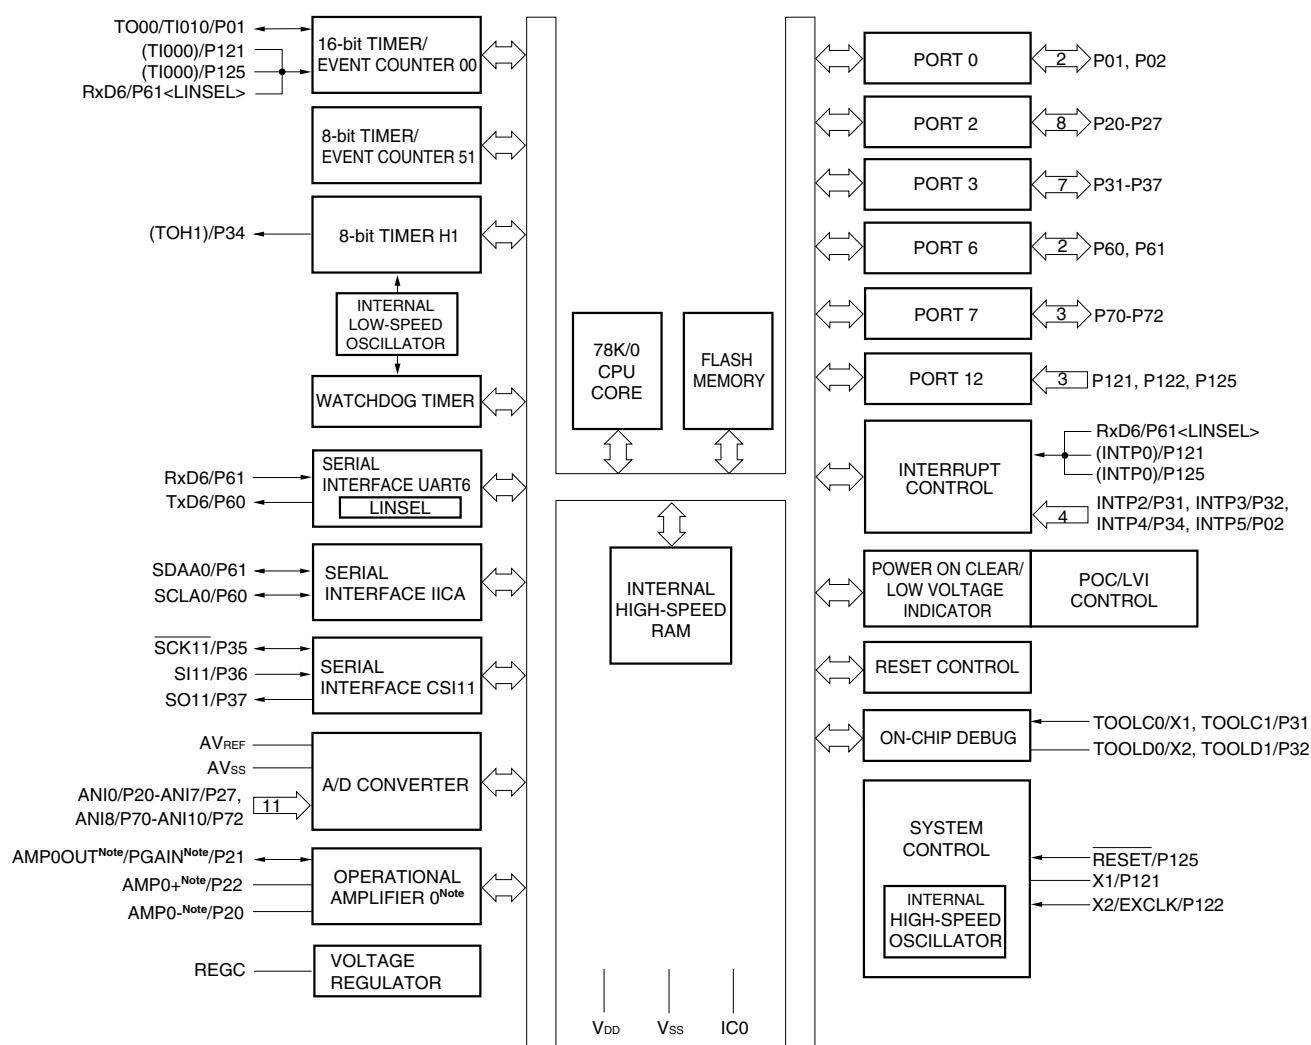 TO00/TI010/P01
(TI000)/P121
(TI000)/P125
RxD6/P61<LINSEL>
16-bit TIMER/
EVENT COUNTER 00
8-bit TIMER/
EVENT COUNTER 51
(TOH1)/P34
8-bit TIMER H1
INTERNAL
LOW-SPEED
OSCILLATOR
WATCHDOG TIMER
RxD6/P61
TxD6/P60
SERIAL
INTERFACE UART6
LINSEL
SDAA0/P61
SCLA0/P60
SERIAL
INTERFACE IICA
SCK11/P35
SI11/P36
SO11/P37
SERIAL
INTERFACE CSI11
AVREF
AVSS
ANI0/P20-ANI7/P27,
ANI8/P70-ANI10/P72
11
A/D CONVERTER
AMP0OUTNote/PGAINNote/P21
AMP0+Note/P22
AMP0-Note/P20
OPERATIONAL
AMPLIFIER 0Note
REGC
VOLTAGE
REGULATOR
78K/0
CPU
CORE
FLASH
MEMORY
INTERNAL
HIGH-SPEED
RAM
VDD
VSS
IC0
PORT 0
2
P01, P02
PORT 2
8
P20-P27
PORT 3
7
P31-P37
PORT 6
2
P60, P61
PORT 7
3
P70-P72
PORT 12
3
P121, P122, P125
INTERRUPT
CONTROL
RxD6/P61<LINSEL>
(INTP0)/P121
(INTP0)/P125
4
INTP2/P31, INTP3/P32,
INTP4/P34, INTP5/P02
POWER ON CLEAR/
LOW VOLTAGE
INDICATOR
POC/LVI
CONTROL
RESET CONTROL
ON-CHIP DEBUG
TOOLC0/X1, TOOLC1/P31
TOOLD0/X2, TOOLD1/P32
SYSTEM
CONTROL
INTERNAL
HIGH-SPEED
OSCILLATOR
RESET/P125
X1/P121
X2/EXCLK/P122